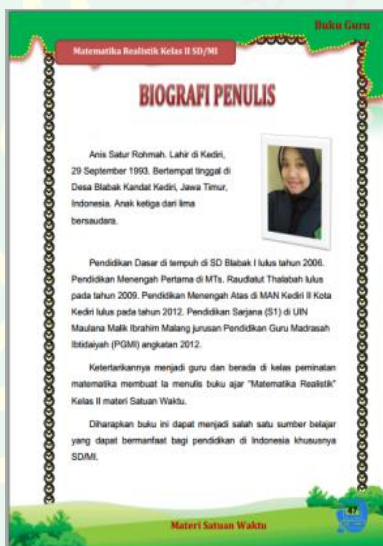 Buku Guru
Matematika Realistik Kelas II SD/MI
BIOGRAFI PENULIS
Anis Satur Rohmah. Lahir di Kediri,
29 September 1993. Bertempat tinggal di
Desa Blabak Kandat Kediri, Jawa Timur,
Indonesia. Anak ketiga dari lima
bersaudara.
Pendidikan Dasar di tempuh di SD Blabak I lulus tahun 2006.
Pendidikan Menengah Pertama di MTs. Raudlatut Thalabah lulus
pada tahun 2009. Pendidikan Menengah Atas di MAN Kediri II Kota
Kediri lulus pada tahun 2012. Pendidikan Sarjana (S1) di UIN
Maulana Malik Ibrahim Malang jurusan Pendidikan Guru Madrasah
Ibtidaiyah (PGMI) angkatan 2012.
Ketertarikannya menjadi guru dan berada di kelas peminatan
matematika membuat Ia menulis buku ajar "Matematika Realistik"
Kelas II materi Satuan Waktu.
Diharapkan buku ini dapat menjadi salah satu sumber belajar
yang dapat bermanfaat bagi pendidikan di Indonesia khususnya
SD/MI.
47
Materi Satuan Waktu